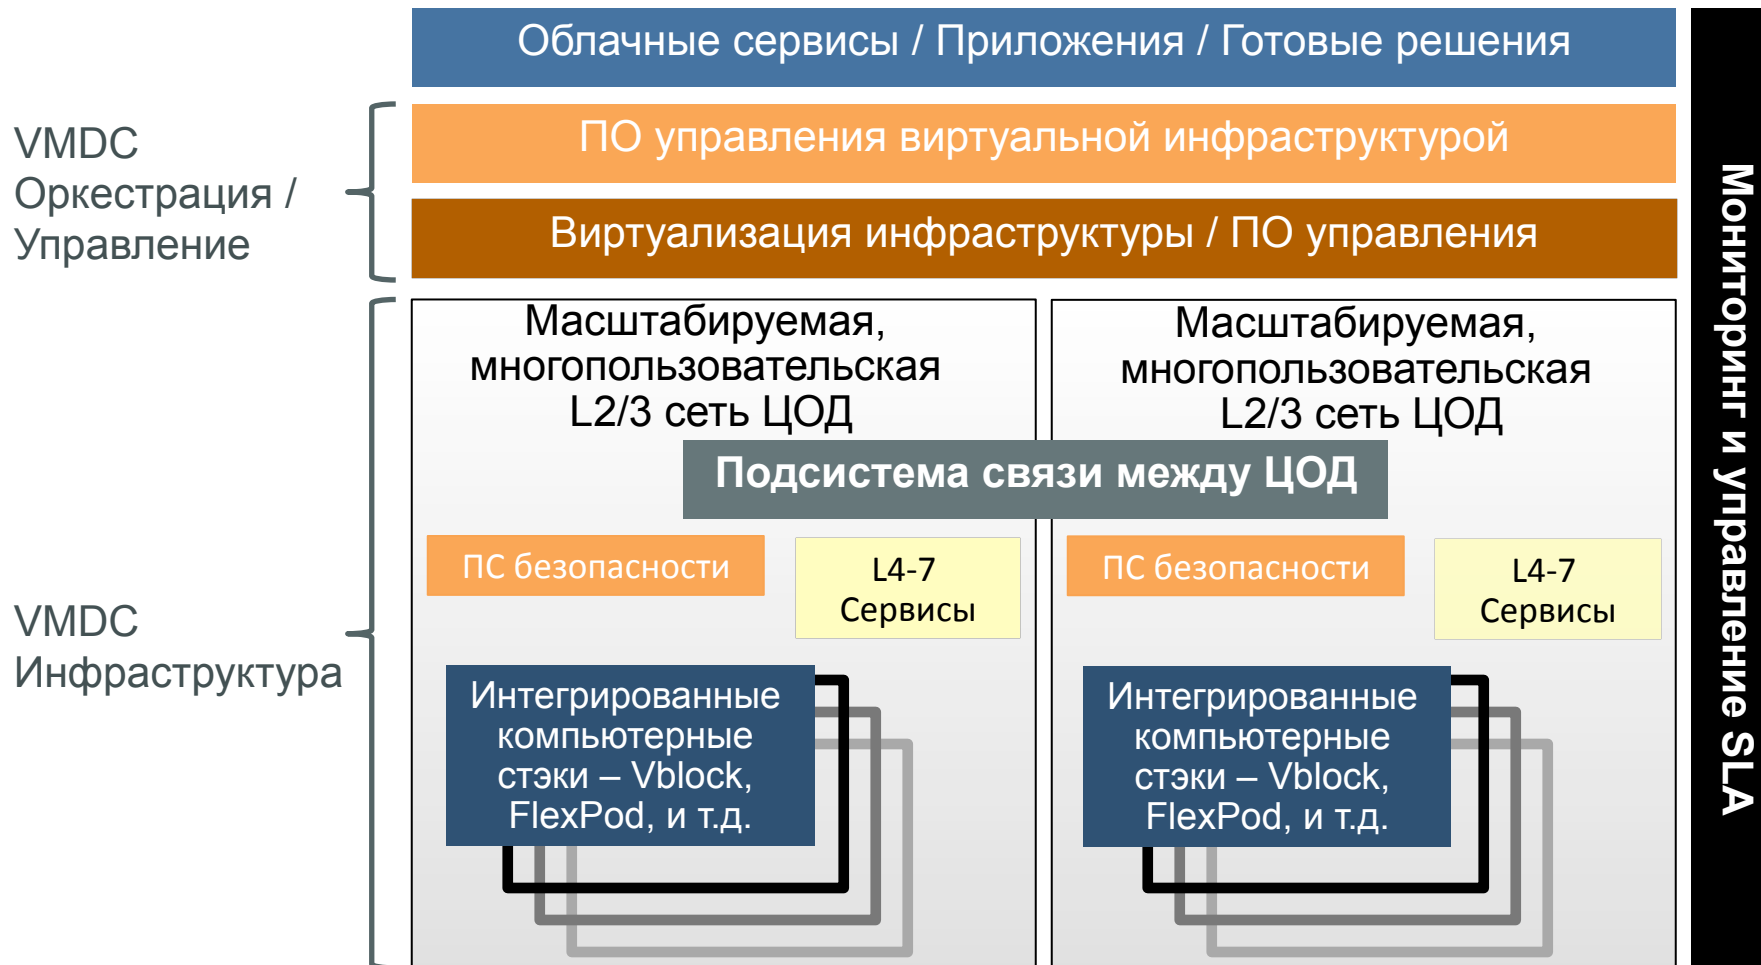 Облачные сервисы / Приложения / Готовые решения
VMDC
Оркестрация /
Управление
ПО управления виртуальной инфраструктурой
Виртуализация инфраструктуры / ПО управления
VMDC
Инфраструктура
Масштабируемая,
многопользовательская
L2/3 сеть ЦОД
Масштабируемая,
многопользовательская
L2/3 сеть ЦОД
Подсистема связи между ЦОД
ПС безопасности
L4-7
Сервисы
ПС безопасности
L4-7
Сервисы
Интегрированные
компьютерные
стэки – Vblock,
FlexPod, и т.д.
Интегрированные
компьютерные
стэки – Vblock,
FlexPod, и т.д.
Мониторинг и управление SLA